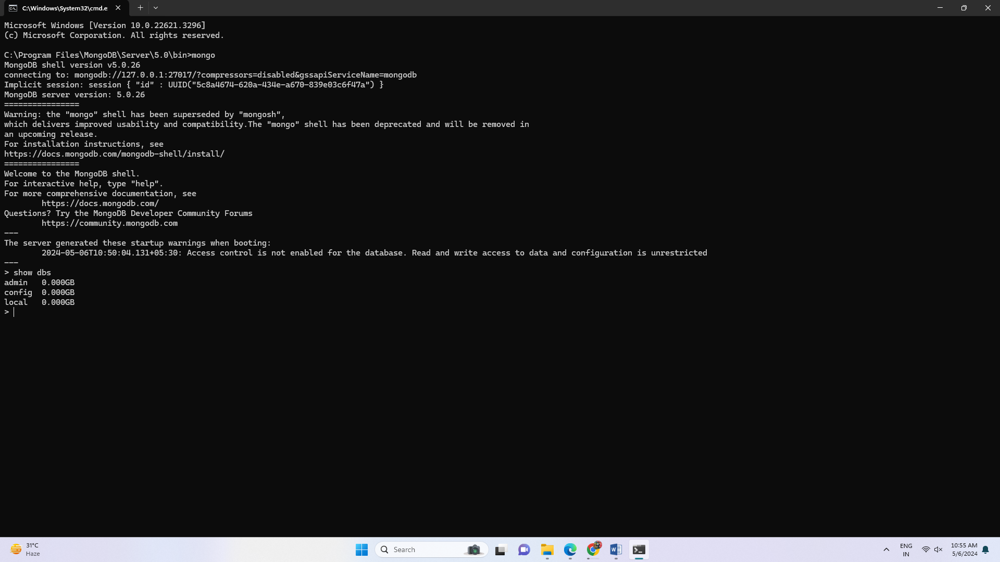 C:\Windows\System32\cmd.e
Microsoft Windows [Version 10.0.22621.3296]
(c) Microsoft Corporation. All rights reserved.
C:\Program Files\MongoDB\Server\5.0\bin>mongo
MongoDB shell version v5.0.26
connecting to: mongodb://127.0.0.1:27017/?compressors=disabled&gssapiServiceName=mongodb
Implicit session: session { "id" : UUID("5c8a4674-620a-434e-a670-839e03c6f47a") }
MongoDB server version: 5.0.26
================
Warning: the "mongo" shell has been superseded by "mongosh",
which delivers improved usability and compatibility.The "mongo" shell has been deprecated and will be removed in
an upcoming release.
For installation instructions, see
https://docs.mongodb.com/mongodb-shell/install/
================
Welcome to the MongoDB shell.
For interactive help, type "help".
For more comprehensive documentation, see
https://docs.mongodb.com/
Questions? Try the MongoDB Developer Community Forums
https://community.mongodb.com
---
The server generated these startup warnings when booting:
2024-05-06T10:50:04.131+05:30: Access control is not enabled for the database. Read and write access to data and configuration is unrestricted
---
> show dbs
admin   0.000GB
config  0.000GB
local   0.000GB
>
31°C
Haze
Search
ENG
IN
10:55 AM
5/6/2024